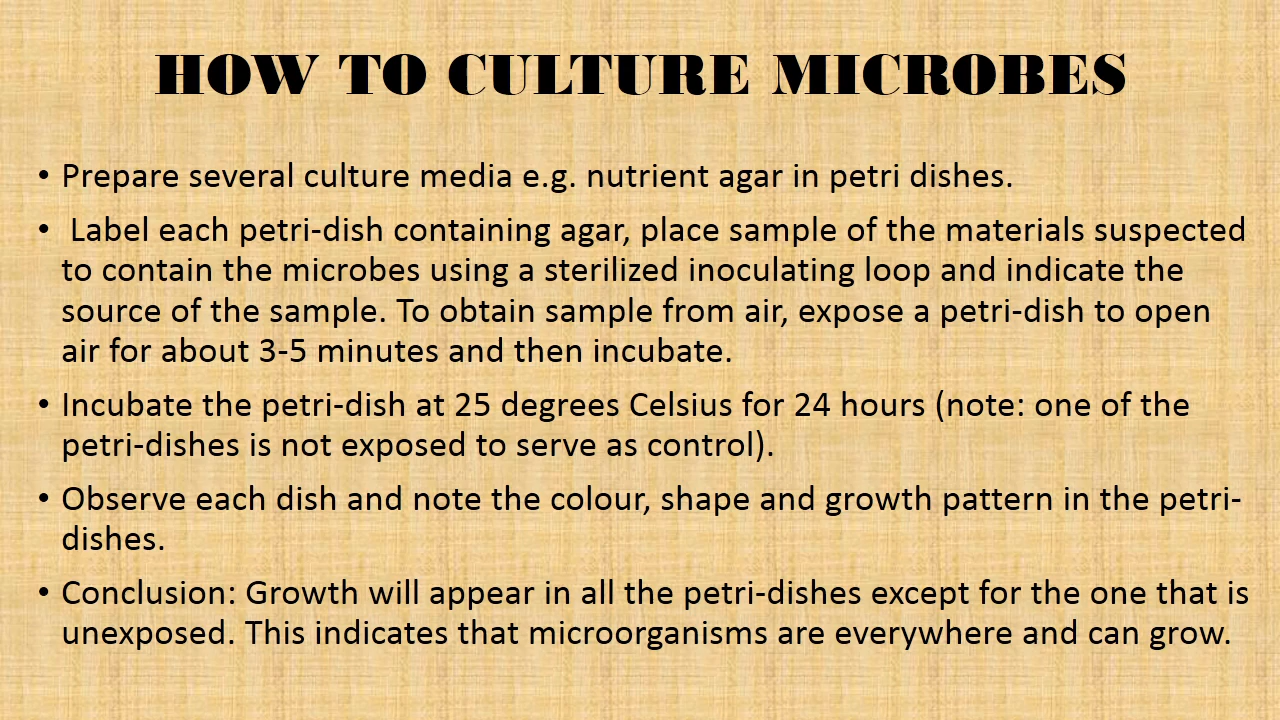 HOW TO CULTURE MICROBES
• Prepare several culture media e.g. nutrient agar in petri dishes.
• Label each petri-dish containing agar, place sample of the materials suspected
to contain the microbes using a sterilized inoculating loop and indicate the
source of the sample. To obtain sample from air, expose a petri-dish to open
air for about 3-5 minutes and then incubate.
• Incubate the petri-dish at 25 degrees Celsius for 24 hours (note: one of the
petri-dishes is not exposed to serve as control).
• Observe each dish and note the colour, shape and growth pattern in the petri-
dishes.
• Conclusion: Growth will appear in all the petri-dishes except for the one that is
unexposed. This indicates that microorganisms are everywhere and can grow.